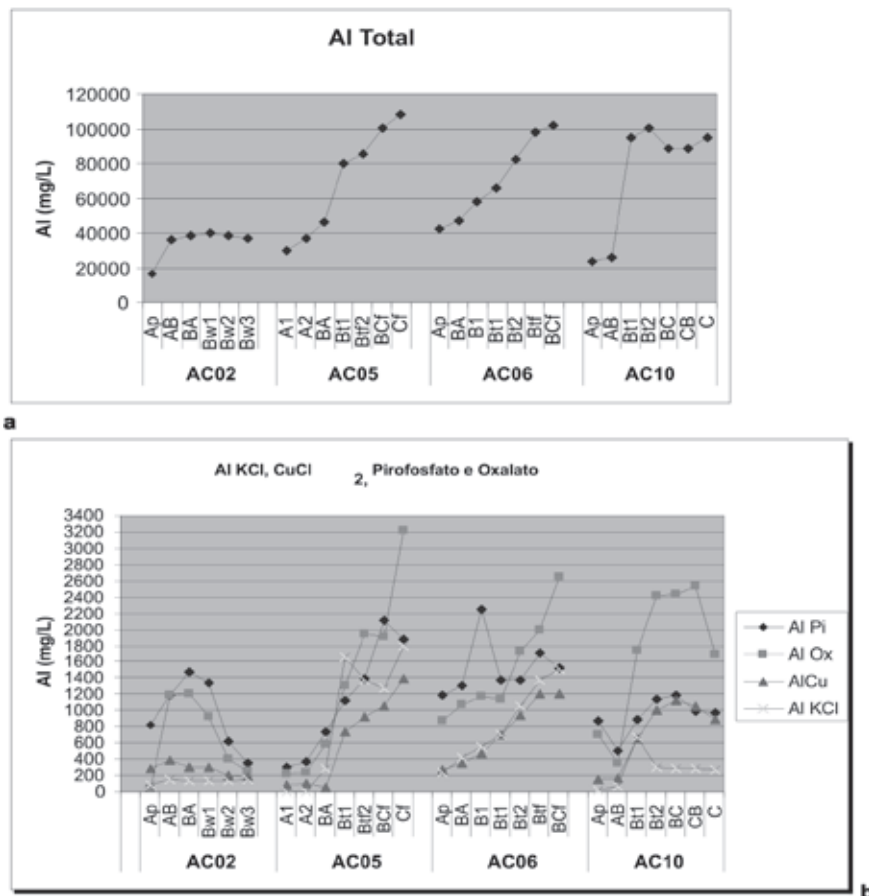 Al Total
Al (mg/L)
120000
100000
80000
60000
40000
20000
0
Ap AB BA Bw1 Bw2 Bw3 A1 A2 BA Bt1 Btf2 BCf Cf Ap BA B1 Bt1 Bt2 Btf BCf Ap AB Bt1 Bt2 BC CB C
AC02 AC05 AC06 AC10
a
Al KCl, CuCl 2, Pirofosfato e Oxalato
Al (mg/L)
3400
3200
3000
2800
2600
2400
2200
2000
1800
1600
1400
1200
1000
800
600
400
200
0
Al Pi
Al Ox
AlCu
Al KCl
Ap AB BA Bw1 Bw2 Bw3 A1 A2 BA Bt1 Btf2 BCf Cf Ap BA B1 Bt1 Bt2 Btf BCf Ap AB Bt1 Bt2 BC CB C
AC02 AC05 AC06 AC10
b